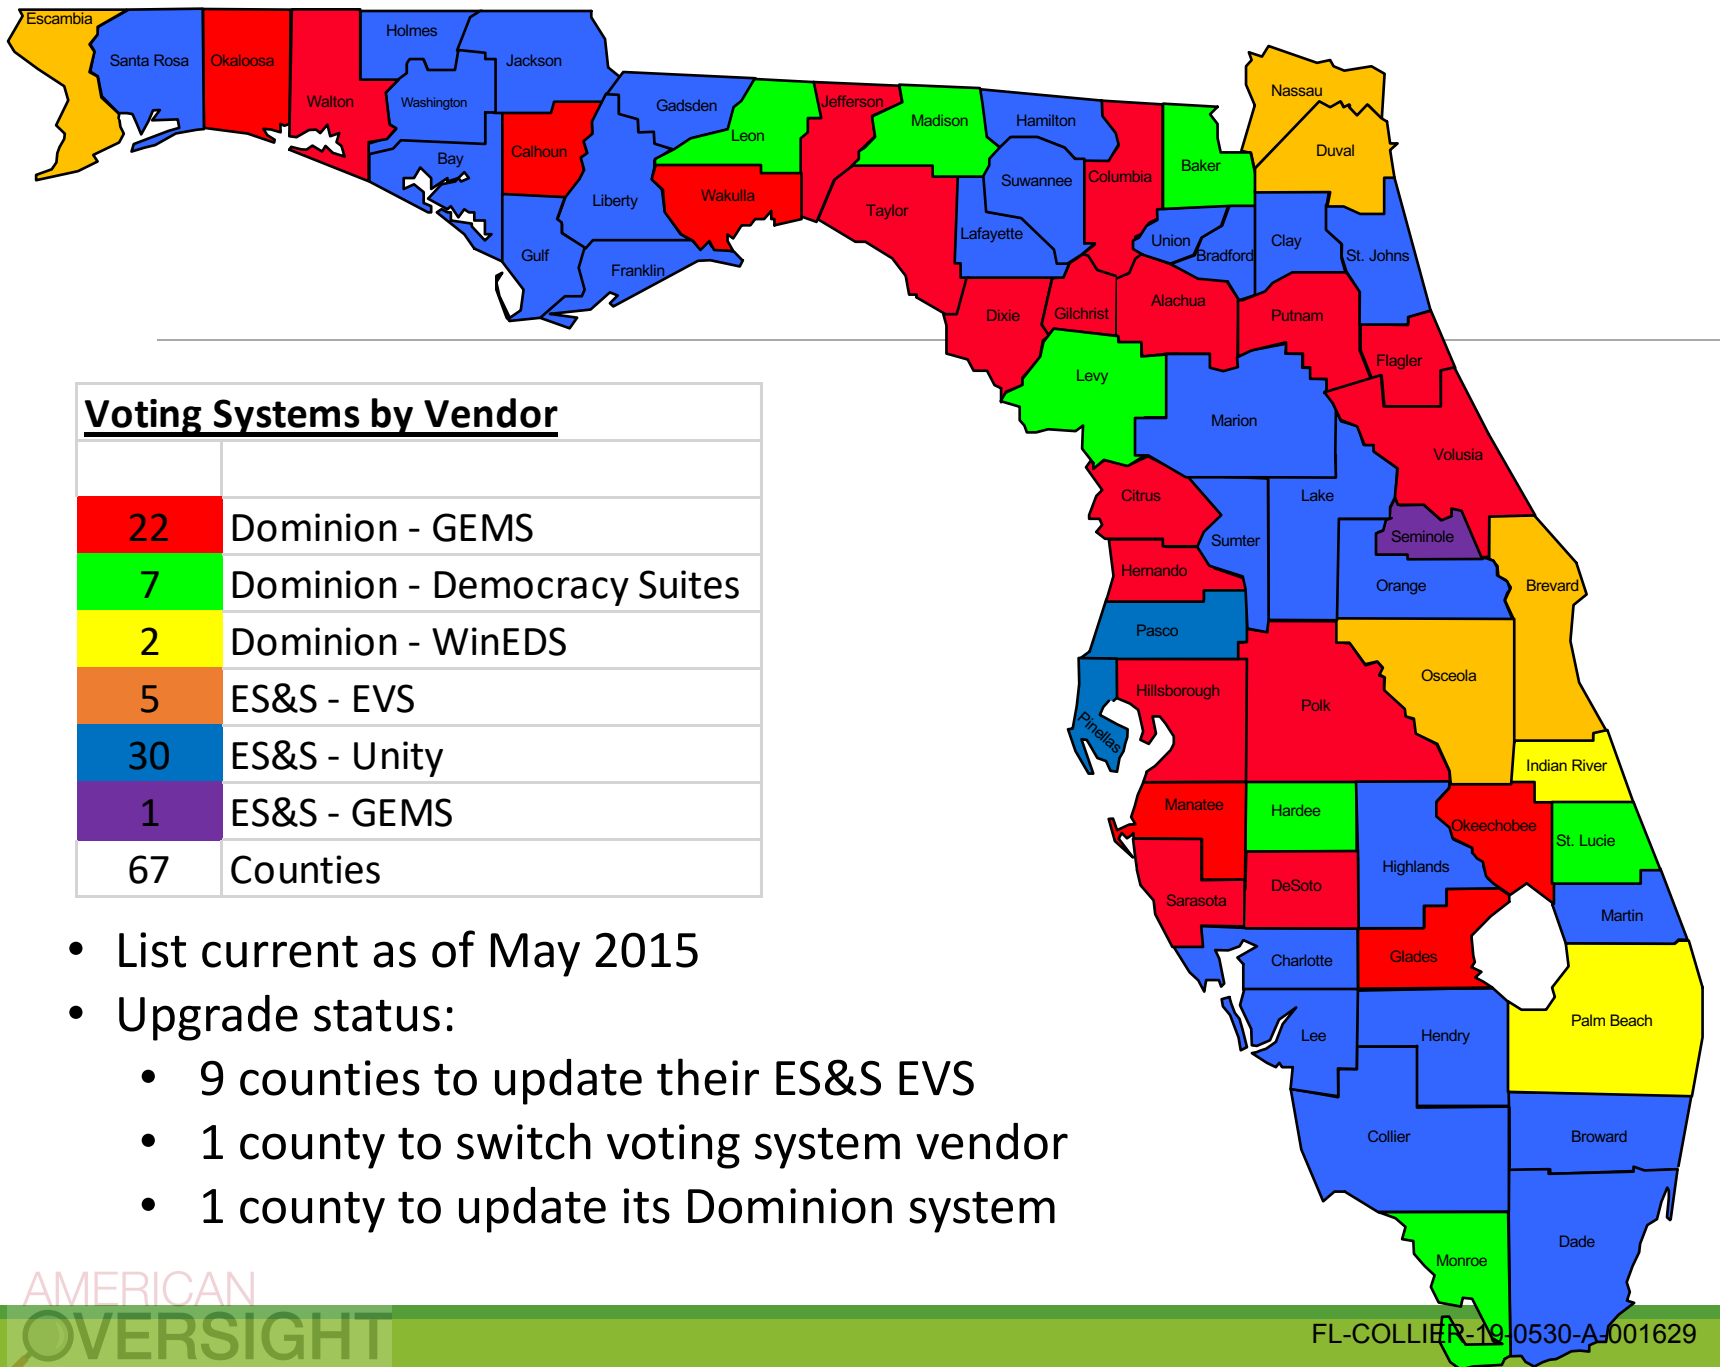 Escambia
Santa Rosa
Okaloosa
Walton
Holmes
Washington
Jackson
Bay
Calhoun
Gulf
Liberty
Gadsden
Franklin
Leon
Wakulla
Jefferson
Madison
Taylor
Hamilton
Suwannee
Lafayette
Columbia
Baker
Nassau
Duval
Union
Bradford
Clay
St. Johns
Dixie
Gilchrist
Alachua
Putnam
Flagler
Levy
Marion
Volusia
Citrus
Sumter
Lake
Seminole
Hernando
Orange
Brevard
Pasco
Pinellas
Hillsborough
Polk
Osceola
Indian River
Manatee
Hardee
Highlands
Okeechobee
St. Lucie
Sarasota
DeSoto
Martin
Charlotte
Glades
Lee
Hendry
Palm Beach
Collier
Broward
Dade
Monroe
Voting Systems by Vendor
22 Dominion - GEMS
7 Dominion - Democracy Suites
2 Dominion - WinEDS
5 ES&S - EVS
30 ES&S - Unity
1 ES&S - GEMS
67 Counties
• List current as of May 2015
• Upgrade status:
• 9 counties to update their ES&S EVS
• 1 county to switch voting system vendor
• 1 county to update its Dominion system
AMERICAN
OVERSIGHT
FL-COLLIER-19-0530-A-001629